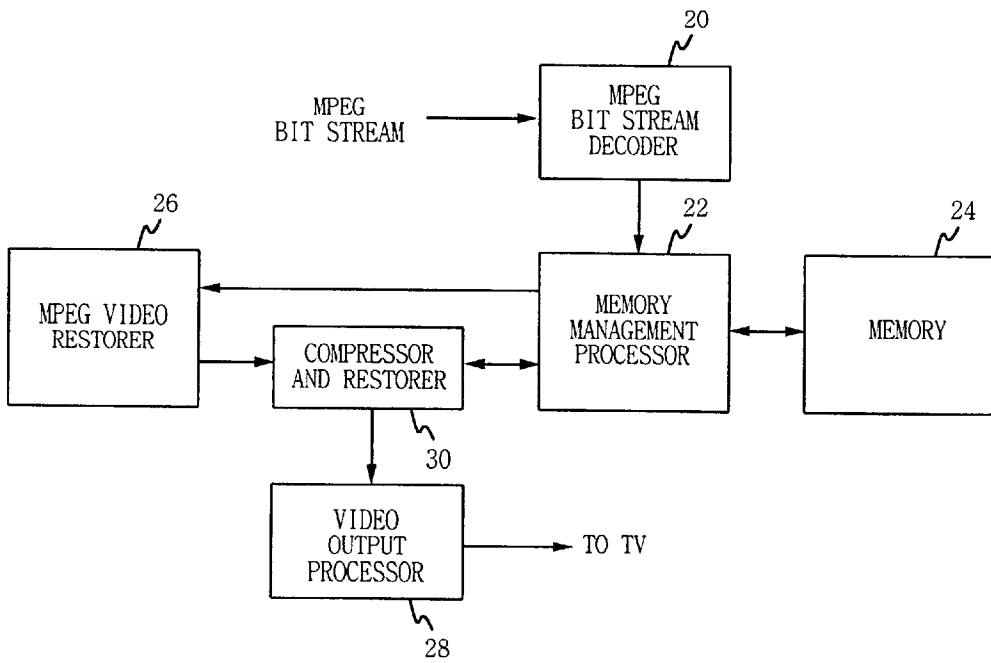 20
MPEG
BIT STREAM
MPEG
BIT STREAM
DECODER
26
22
24
MPEG VIDEO
RESTORER
MEMORY
MANAGEMENT
PROCESSOR
MEMORY
COMPRESSOR
AND RESTORER
30
VIDEO
OUTPUT
PROCESSOR
TO TV
28